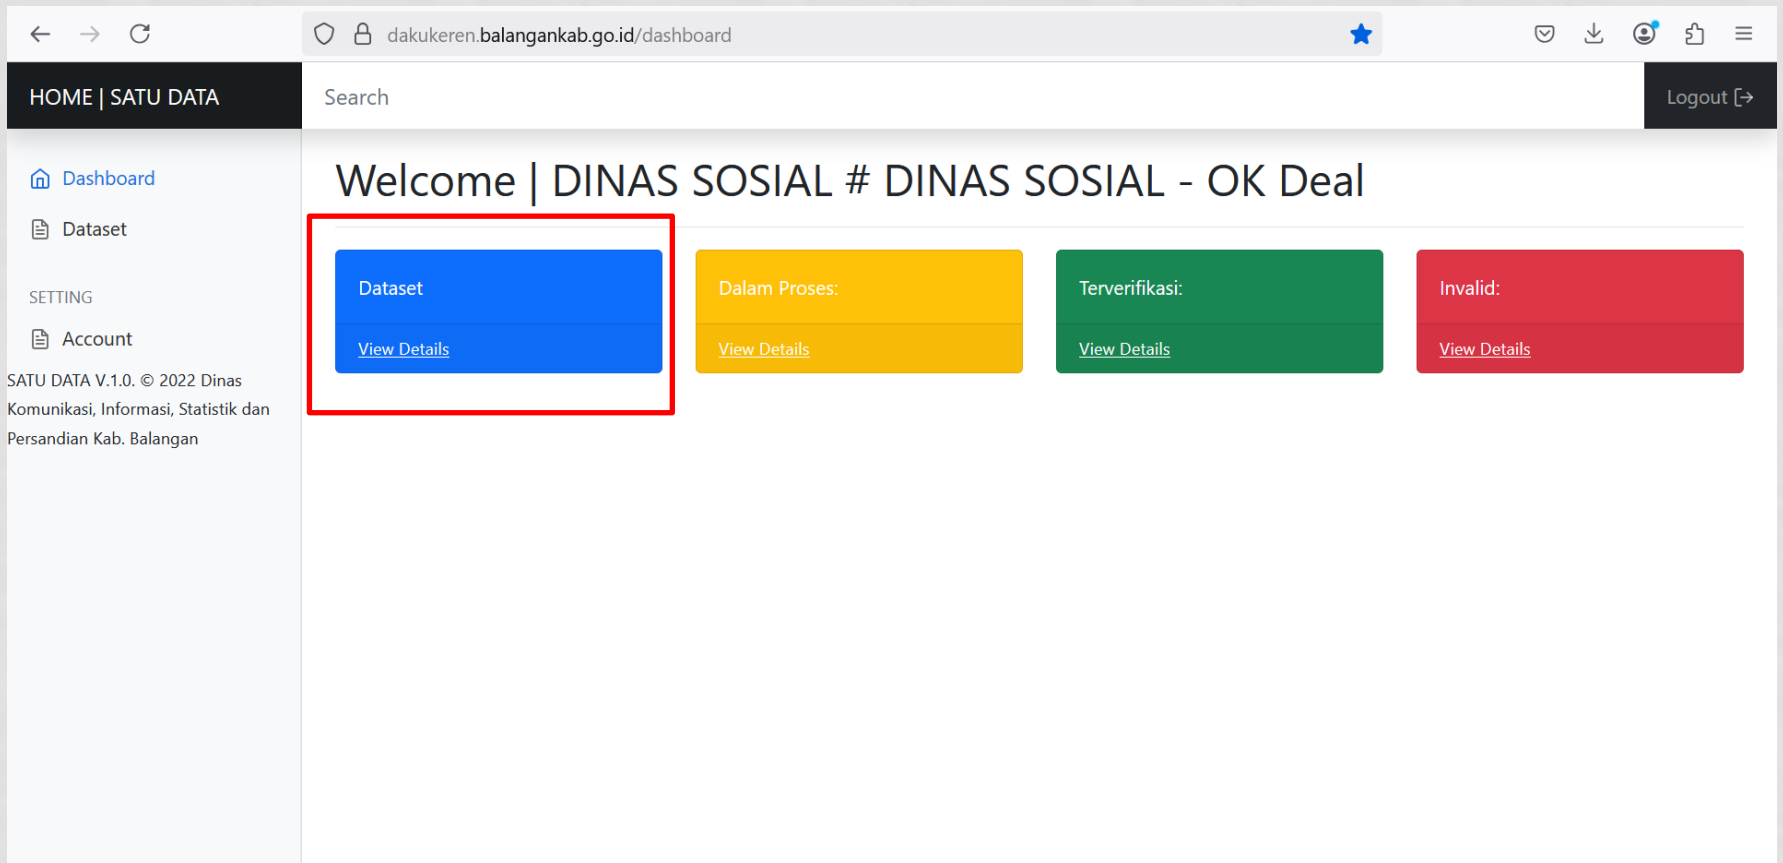 dakukeren.balangankab.go.id/dashboard
HOME | SATU DATA
Search
Logout
Dashboard
Dataset
SETTING
Account
SATU DATA V.1.0. © 2022 Dinas
Komunikasi, Informasi, Statistik dan
Persandian Kab. Balangan
Welcome | DINAS SOSIAL # DINAS SOSIAL - OK Deal
Dataset
View Details
Dalam Proses:
View Details
Terverifikasi:
View Details
Invalid:
View Details